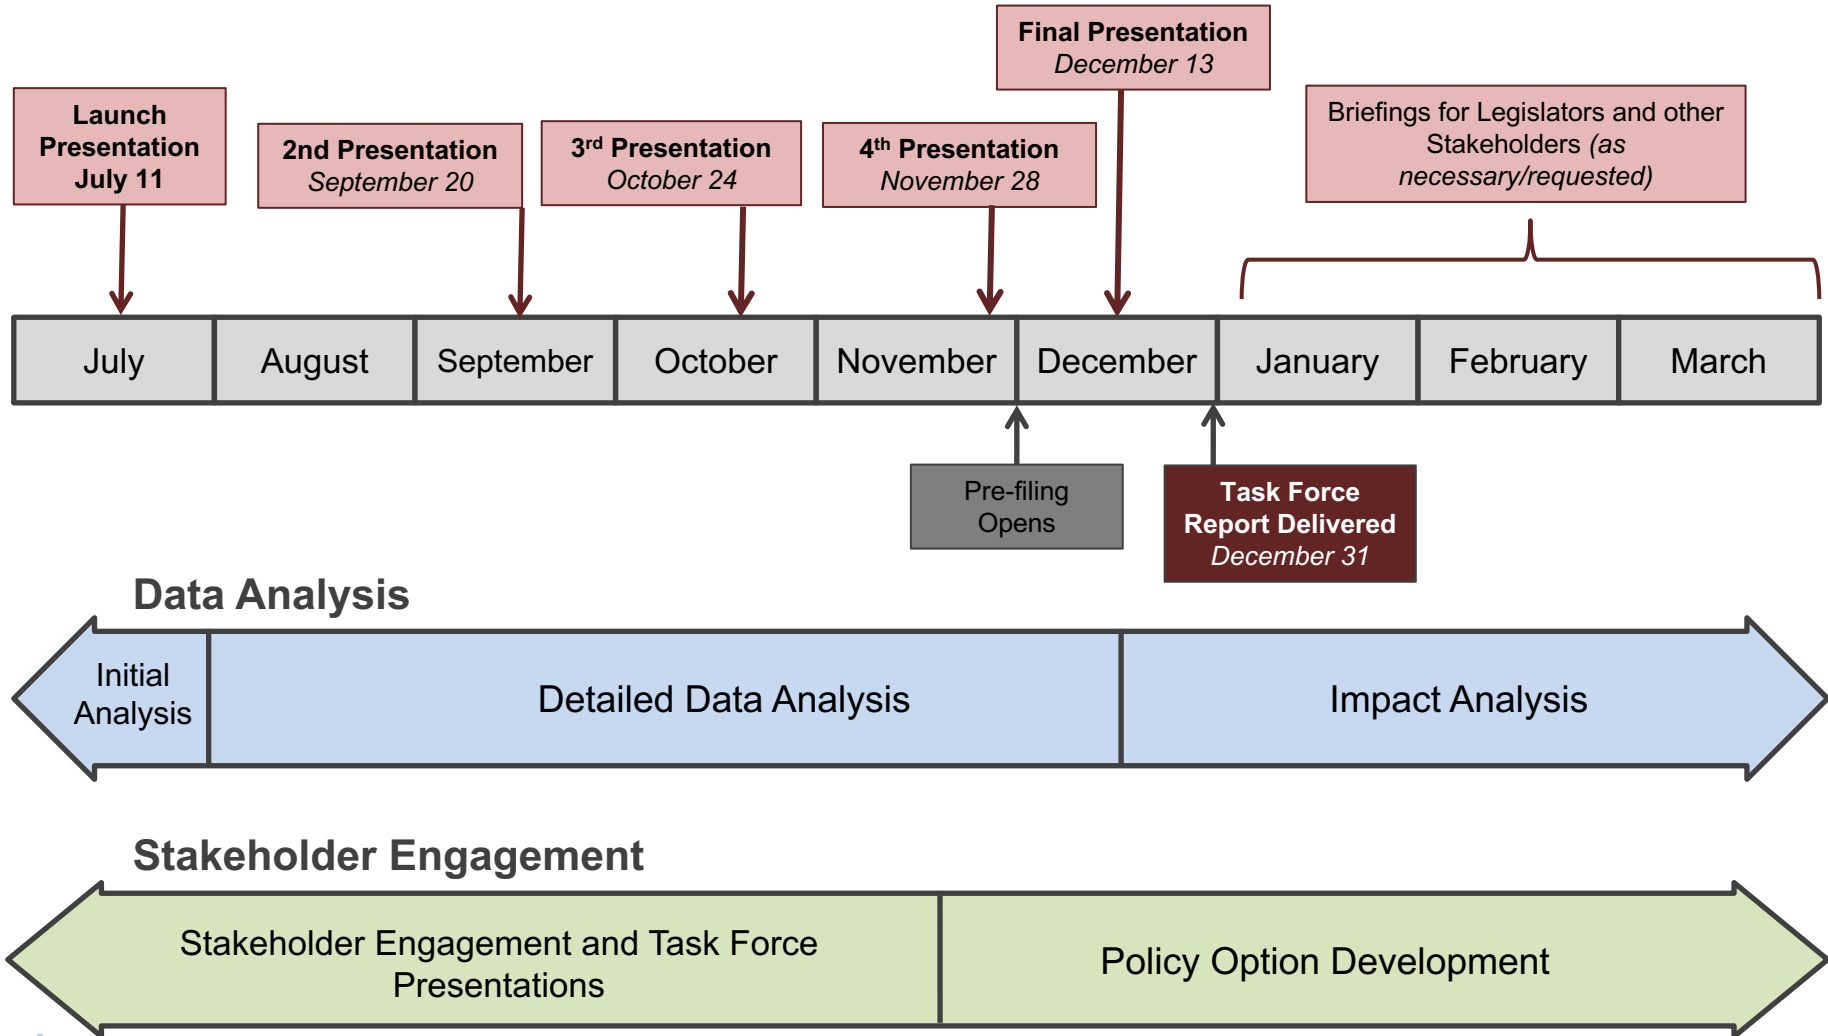 Final Presentation
December 13
Launch
Presentation
July 11
2nd Presentation
September 20
3rd Presentation
October 24
4th Presentation
November 28
Briefings for Legislators and other
Stakeholders (as
necessary/requested)
July
August
September
October
November
December
January
February
March
Pre-filing
Opens
Task Force
Report Delivered
December 31
Data Analysis
Initial
Analysis
Detailed Data Analysis
Impact Analysis
Stakeholder Engagement
Stakeholder Engagement and Task Force
Presentations
Policy Option Development